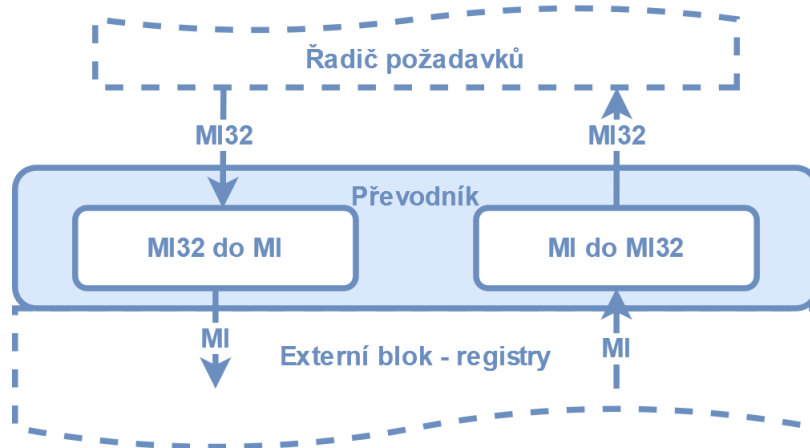 Řadič požadavků
MI32
MI32
Převodník
MI32 do MI
MI do MI32
MI
Externí blok - registry
MI